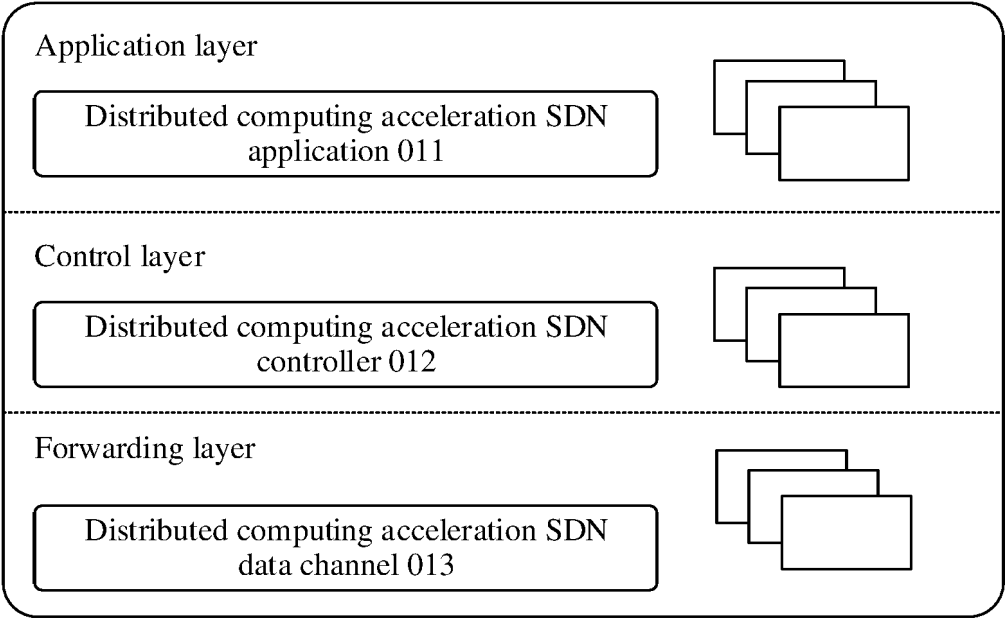 Application layer
Distributed computing acceleration SDN
application 011
Control layer
Distributed computing acceleration SDN
controller 012
Forwarding layer
Distributed computing acceleration SDN
data channel 013